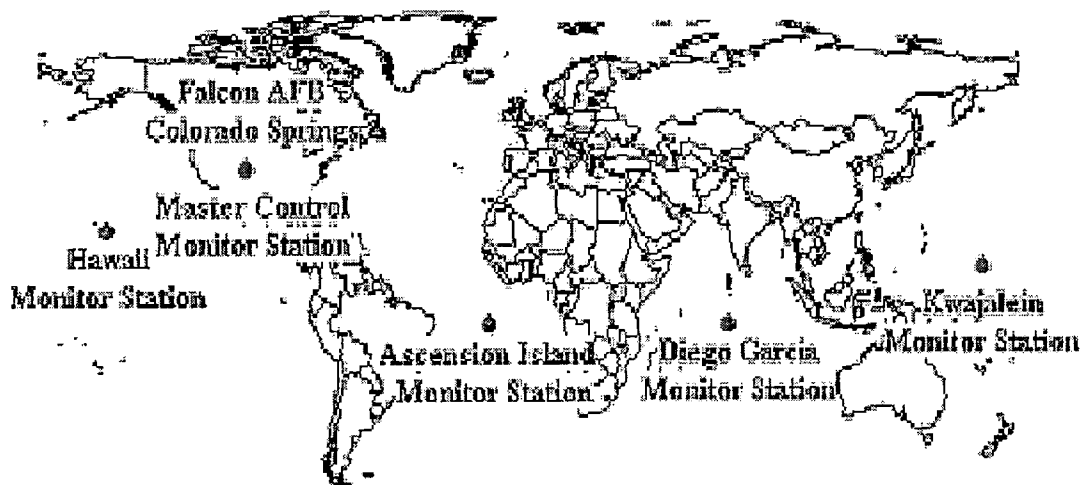 Falcon AFB
Colorado Springs
Master Control
Monitor Station
Hawaii
Monitor Station
Ascension Island
Monitor Station
Diego Garcia
Monitor Station
Kwajalein
Monitor Station